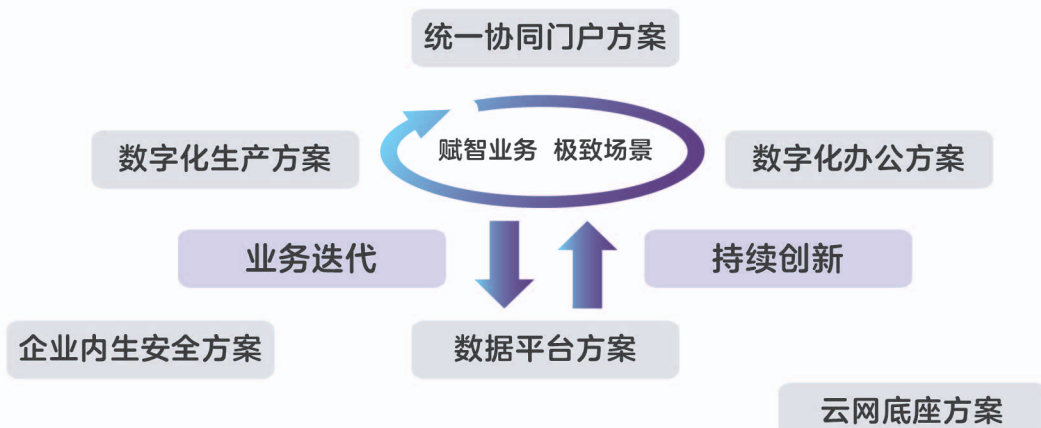 统一协同门户方案
数字化生产方案
赋智业务 极致场景
数字化办公方案
业务迭代
持续创新
企业内生安全方案
数据平台方案
云网底座方案